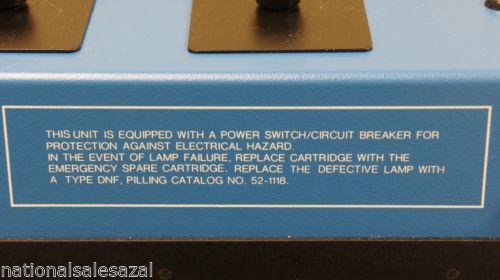 THIS UNIT IS EQUIPPED WITH A POWER SWITCH/CIRCUIT BREAKER FOR
PROTECTION AGAINST ELECTRICAL HAZARD.
IN THE EVENT OF LAMP FAILURE, REPLACE CARTRIDGE WITH THE
EMERGENCY SPARE CARTRIDGE. REPLACE THE DEFECTIVE LAMP WITH
A TYPE DNF, PILLING CATALOG NO. 52-1118.
nationalsalesazal